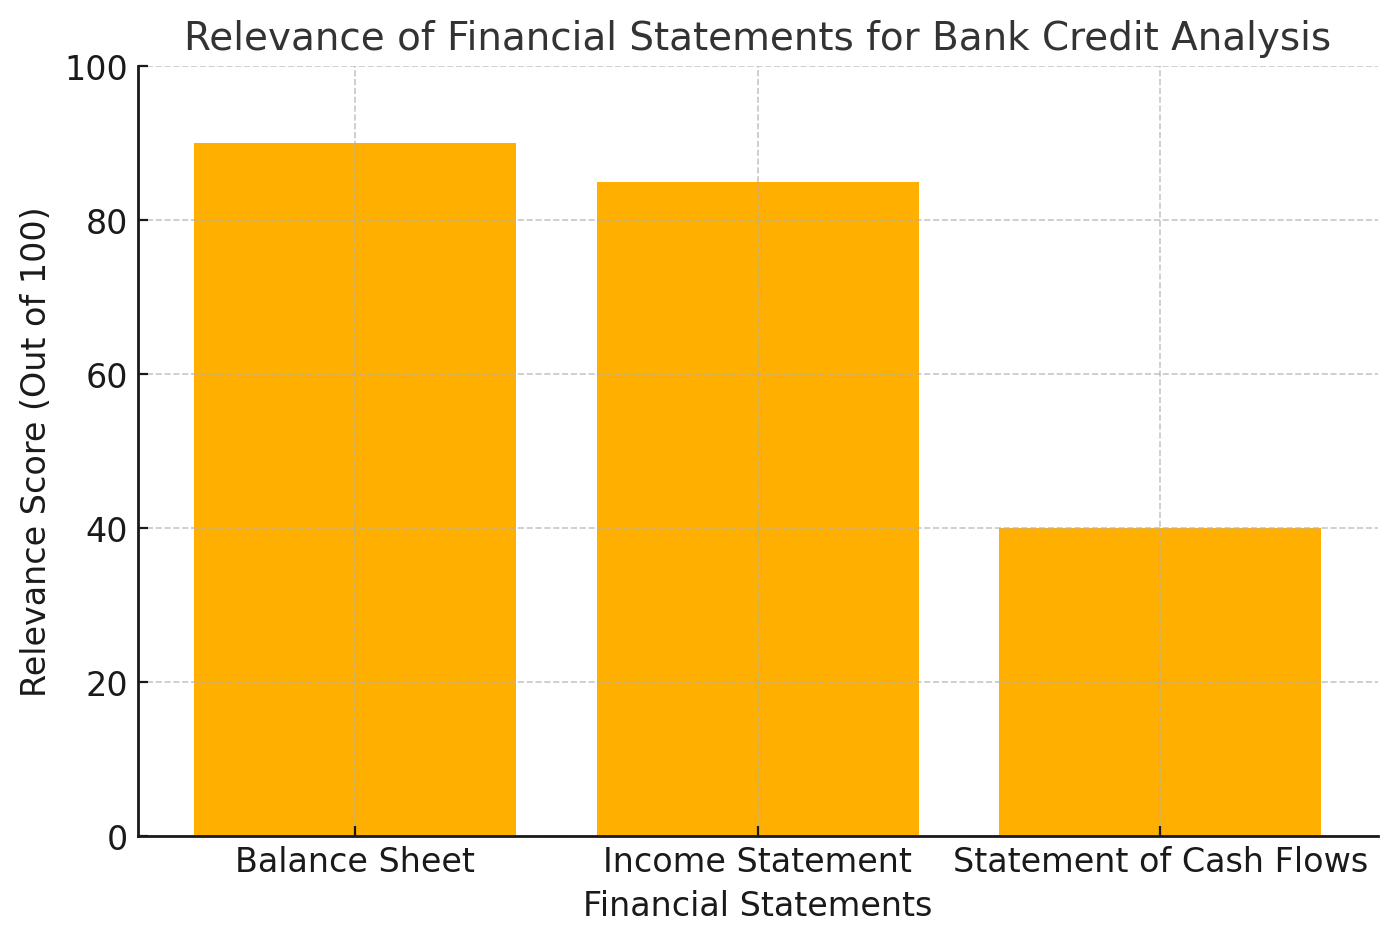 Relevance of Financial Statements for Bank Credit Analysis
Relevance Score (Out of 100)
100
80
60
40
20
0
Balance Sheet
Income Statement
Statement of Cash Flows
Financial Statements